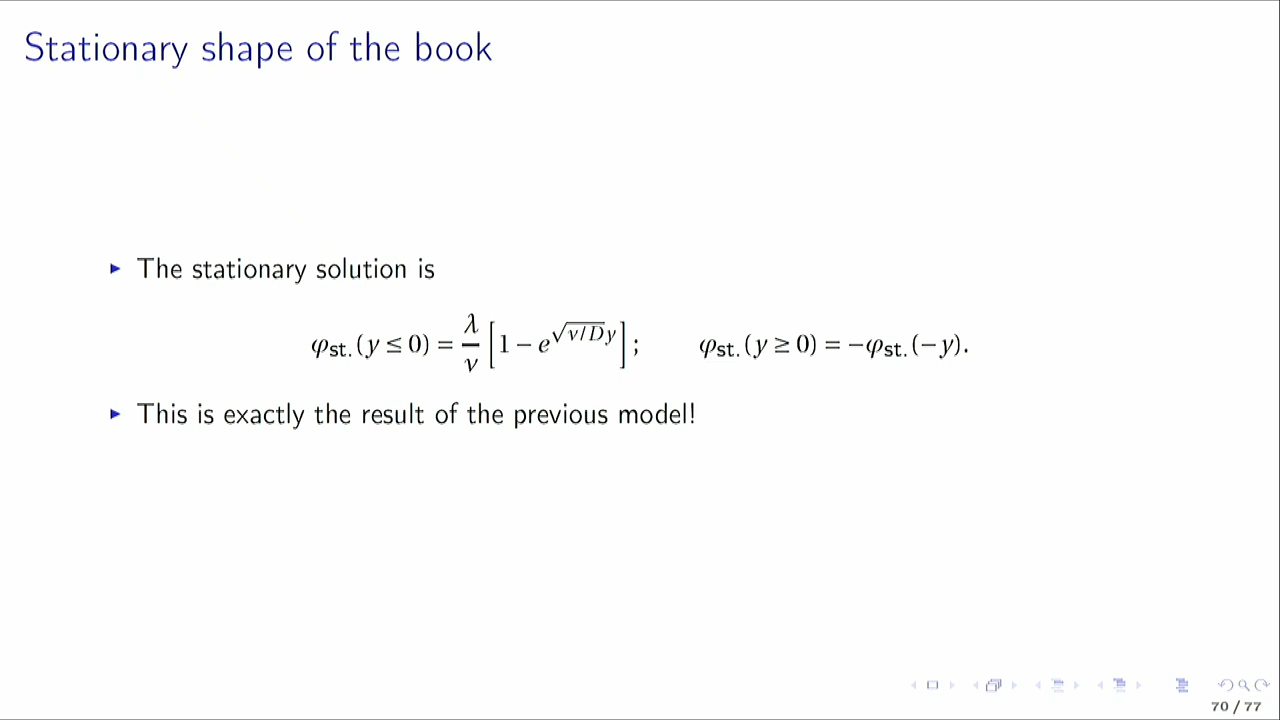 Stationary shape of the book
▶ The stationary solution is
φst.(y ≤ 0) = λ/ν [1 − e^{√(ν/D)y}]; φst.(y ≥ 0) = −φst.(−y).
▶ This is exactly the result of the previous model!
70 / 77